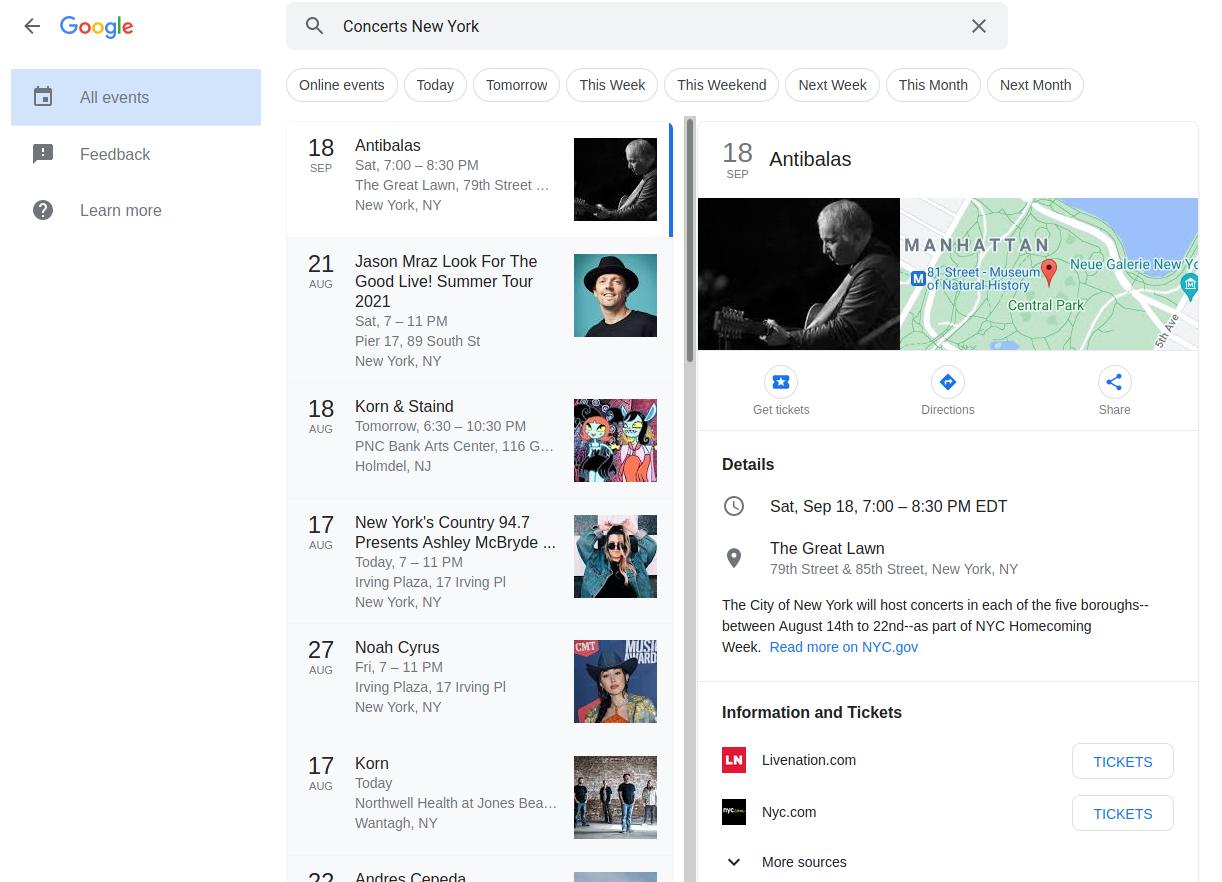 Google
Concerts New York
All events
Feedback
Learn more
Online events
Today
Tomorrow
This Week
This Weekend
Next Week
This Month
Next Month
18
SEP
Antibalas
Sat, 7:00 – 8:30 PM
The Great Lawn, 79th Street …
New York, NY
21
AUG
Jason Mraz Look For The
Good Live! Summer Tour
2021
Sat, 7 – 11 PM
Pier 17, 89 South St
New York, NY
18
AUG
Korn & Staind
Tomorrow, 6:30 – 10:30 PM
PNC Bank Arts Center, 116 G…
Holmdel, NJ
17
AUG
New York's Country 94.7
Presents Ashley McBryde ...
Today, 7 – 11 PM
Irving Plaza, 17 Irving Pl
New York, NY
27
AUG
Noah Cyrus
Fri, 7 – 11 PM
Irving Plaza, 17 Irving Pl
New York, NY
CMT
MUSIC
AWARD
17
AUG
Korn
Today
Northwell Health at Jones Bea…
Wantagh, NY
22
Andres Cepeda
18
SEP
Antibalas
MANHATTAN
M
81 Street - Museum
of Natural History
Neue Galerie New Yo
Central Park
5th Ave
Get tickets
Directions
Share
Details
Sat, Sep 18, 7:00 – 8:30 PM EDT
The Great Lawn
79th Street & 85th Street, New York, NY
The City of New York will host concerts in each of the five boroughs--
between August 14th to 22nd--as part of NYC Homecoming
Week. Read more on NYC.gov
Information and Tickets
LN
Livenation.com
TICKETS
nyc.com
Nyc.com
TICKETS
More sources